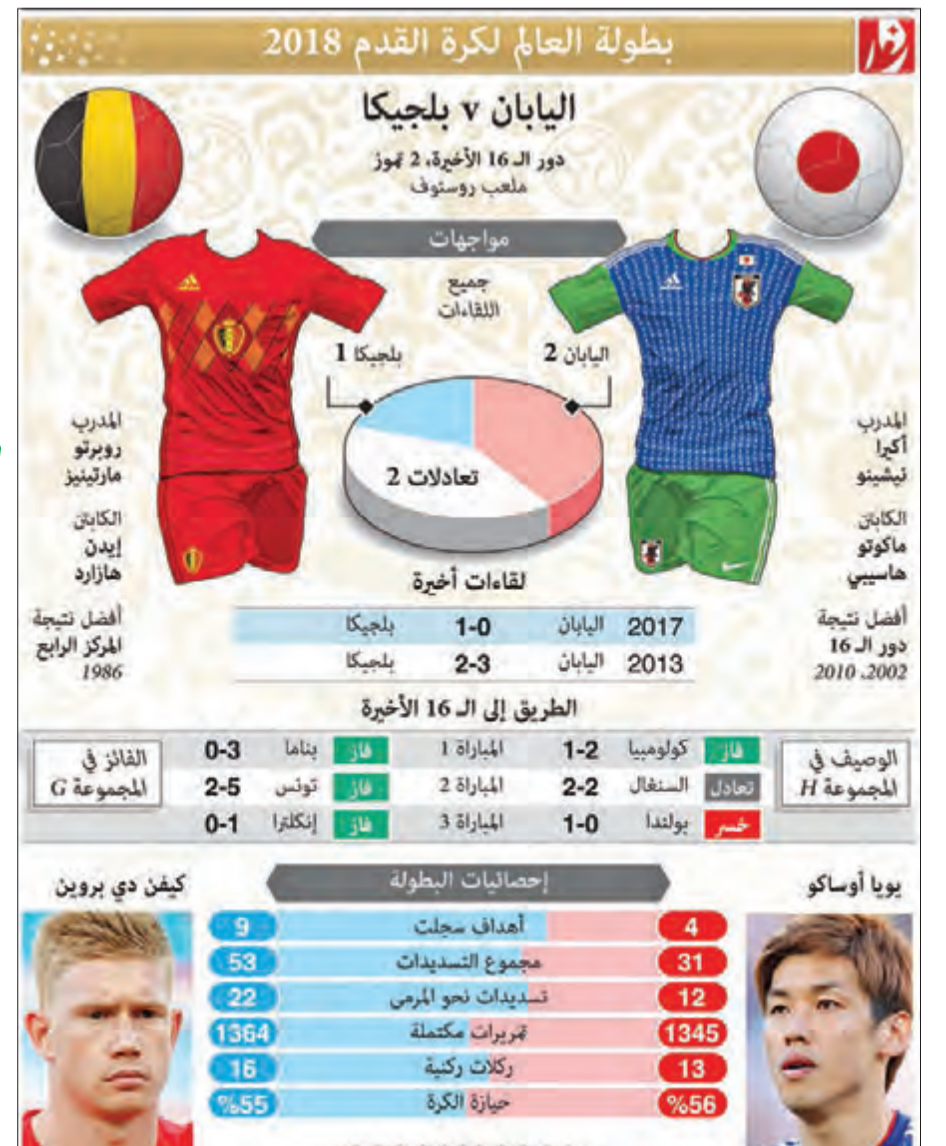 بطولة العالم لكرة القدم 2018
اليابان v بلجيكا
دور الـ 16 الأخيرة، 2 تموز
ملعب روستوف
مواجهات
جميع
اللقاءات
اليابان 2
بلجيكا 1
تعادلات 2
المدرب
أكيرا
نيشينو
الكابتن
ماكوتو
هاسيبي
أفضل نتيجة
دور الـ 16
2002، 2010
المدرب
روبرتو
مارتينيز
الكابتن
إيدن
هازارد
أفضل نتيجة
المركز الرابع
1986
adidas
adidas
لقاءات أخيرة
2017 اليابان 0-1 بلجيكا
2013 اليابان 3-2 بلجيكا
الطريق إلى الـ 16 الأخيرة
الوصيف في
المجموعة H
فاز كولومبيا 2-1 المباراة 1 فاز بناما 3-0
تعادل السنغال 2-2 المباراة 2 فاز تونس 5-2
خسر بولندا 0-1 المباراة 3 فاز إنكلترا 1-0
الفائز في
المجموعة G
إحصائيات البطولة
يويا أوساكو
كيفن دي بروين
4 أهداف سجلت 9
31 مجموع التسديدات 53
12 تسديدات نحو المرمى 22
1345 تمريرات مكتملة 1364
13 ركلات ركنية 16
%56 حيازة الكرة %55